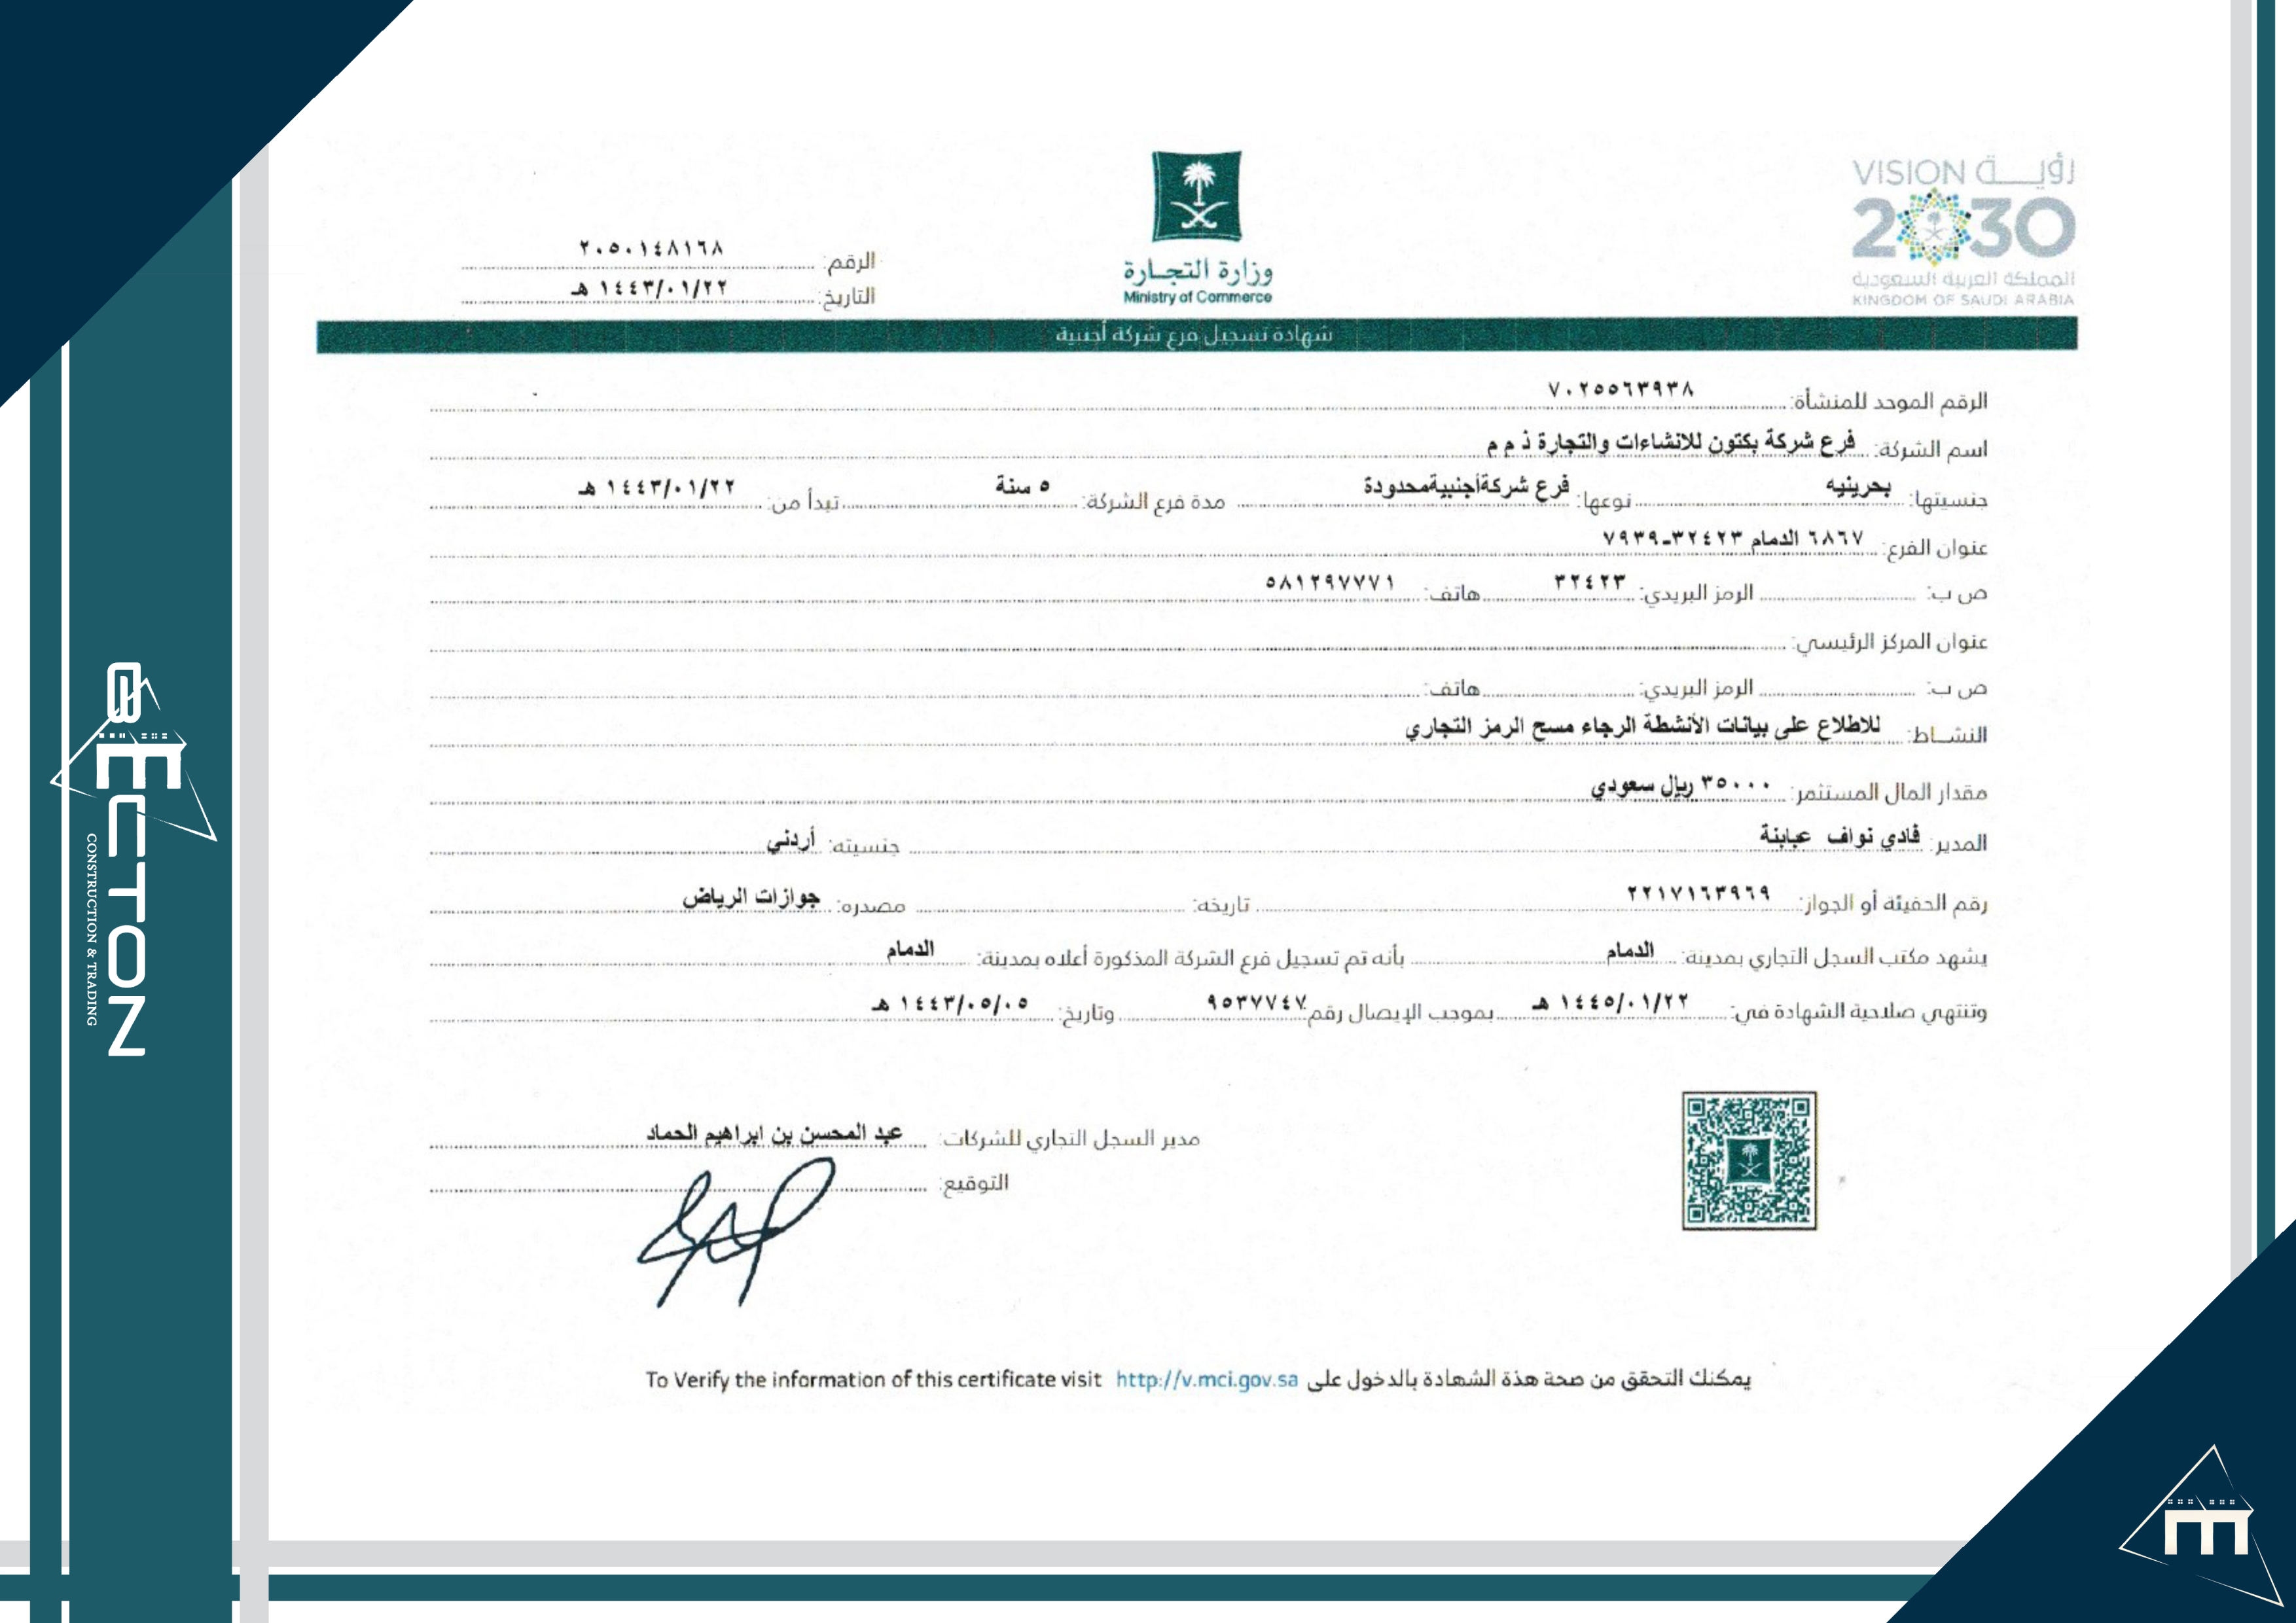 رؤيــــة VISION
2030
المملكة العربية السعودية
KINGDOM OF SAUDI ARABIA
وزارة التجـــارة
Ministry of Commerce
الرقم: ٢٠٥٠١٤٨١٦٨
التاريخ: ١٤٤٣/٠١/٢٢ هـ
شهادة تسجيل فرع شركة أجنبية
الرقم الموحد للمنشأة: ٧٠٢٥٥٦٣٩٣٨
اسم الشركة: فرع شركة بكتون للانشاءات والتجارة ذ م م
جنسيتها: بحرينيه نوعها: فرع شركةأجنبيةمحدودة مدة فرع الشركة: ٥ سنة تبدأ من: ١٤٤٣/٠١/٢٢ هـ
عنوان الفرع: ٦٨٦٧ الدمام ٣٢٤٢٣-٧٩٣٩
ص ب: الرمز البريدي: ٣٢٤٢٣ هاتف: ٥٨١٢٩٧٧٧١
عنوان المركز الرئيسي:
ص ب: الرمز البريدي: هاتف:
النشــاط: للاطلاع على بيانات الأنشطة الرجاء مسح الرمز التجاري
مقدار المال المستثمر: ٣٥٠٠٠ ريال سعودي
المدير: فادي نواف عبابنة جنسيته: أردني
رقم الحفيئة أو الجواز: ٢٢١٧١٦٣٩٦٩ تاريخه: مصدره: جوازات الرياض
يشهد مكتب السجل التجاري بمدينة: الدمام بأنه تم تسجيل فرع الشركة المذكورة أعلاه بمدينة: الدمام
وتنتهي صلاحية الشهادة في: ١٤٤٥/٠١/٢٢ هـ بموجب الإيصال رقم ٩٥٣٧٧٤٧ وتاريخ: ١٤٤٣/٠٥/٠٥ هـ
مدير السجل التجاري للشركات: عبد المحسن بن ابراهيم الحماد
التوقيع:
يمكنك التحقق من صحة هذة الشهادة بالدخول على http://v.mci.gov.sa To Verify the information of this certificate visit
BECTON
CONSTRUCTION & TRADING